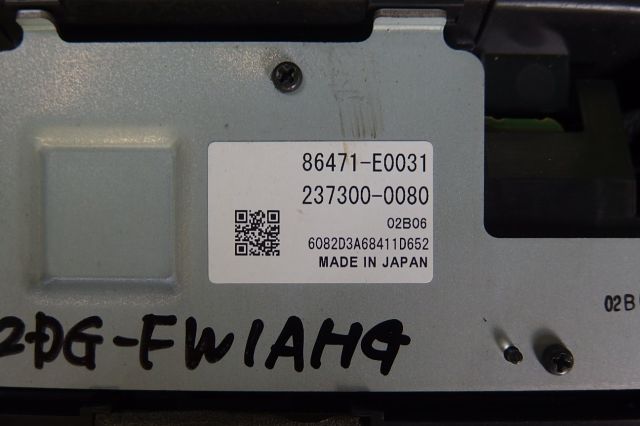 86471-E0031
237300-0080
02B06
6082D3A68411D652
MADE IN JAPAN
02B
2DG-FW1AHG